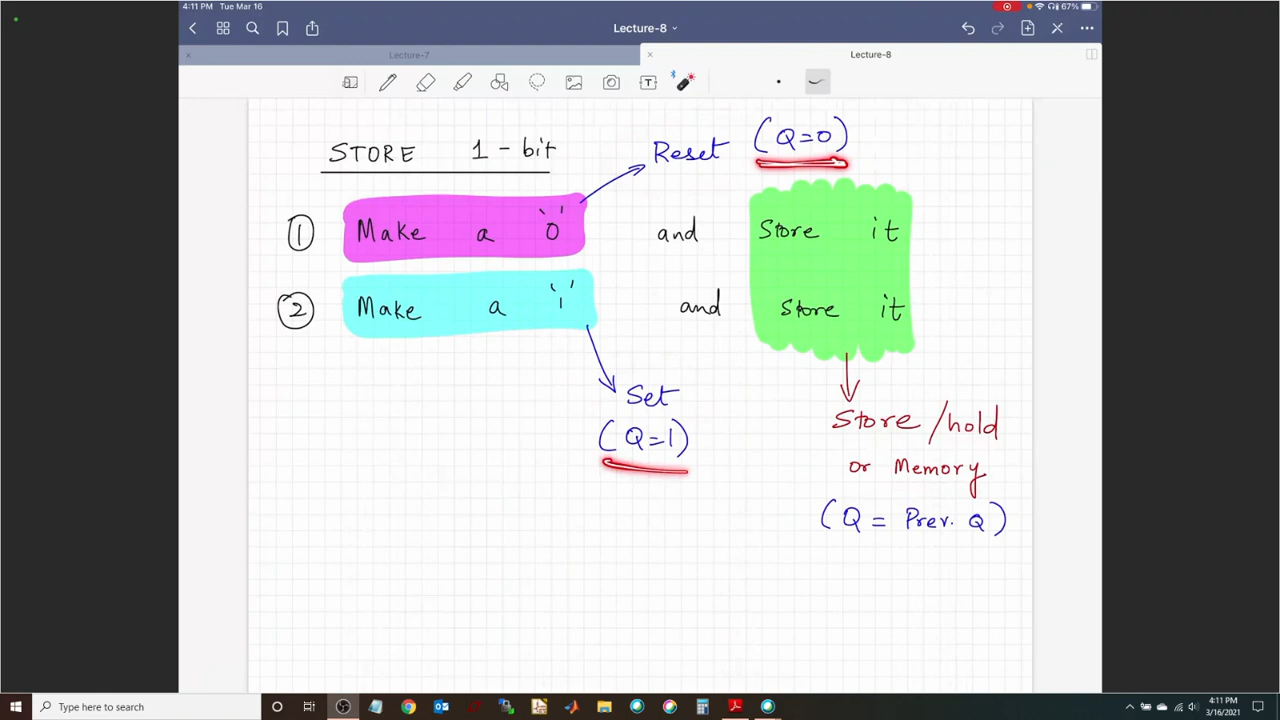 4:11 PM Tue Mar 16
67%
Lecture-8
Lecture-7
Lecture-8
STORE 1-bit
Reset (Q=0)
① Make a '0' and Store it
② Make a '1' and Store it
Set
(Q=1)
Store/hold
or Memory
(Q = Prev. Q)
Type here to search
4:11 PM
3/16/2021